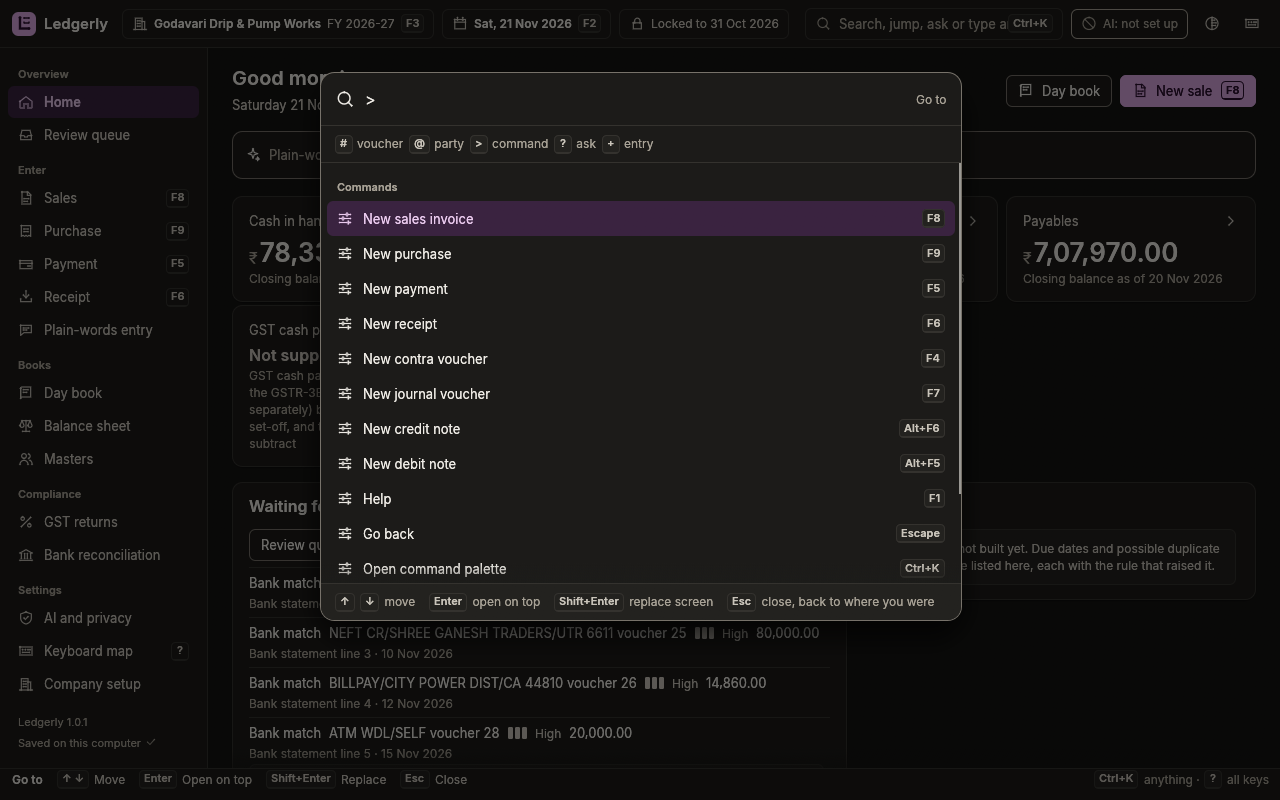 Ledgerly
Godavari Drip & Pump Works FY 2026-27 F3
Sat, 21 Nov 2026 F2
Locked to 31 Oct 2026
Search, jump, ask or type a Ctrl+K
AI: not set up
Overview
Home
Review queue
Enter
Sales F8
Purchase F9
Payment F5
Receipt F6
Plain-words entry
Books
Day book
Balance sheet
Masters
Compliance
GST returns
Bank reconciliation
Settings
AI and privacy
Keyboard map ?
Company setup
Ledgerly 1.0.1
Saved on this computer
Good mor
Saturday 21 No
Day book
New sale F8
Plain-wo
Cash in han
₹78,33
Closing bala
Payables
₹7,07,970.00
Closing balance as of 20 Nov 2026
GST cash p
Not supp
GST cash pa
the GSTR-3B
separately) b
set-off, and t
subtract
Waiting fo
Review qu
not built yet. Due dates and possible duplicate
e listed here, each with the rule that raised it.
> Go to
# voucher @ party > command ? ask + entry
Commands
New sales invoice F8
New purchase F9
New payment F5
New receipt F6
New contra voucher F4
New journal voucher F7
New credit note Alt+F6
New debit note Alt+F5
Help F1
Go back Escape
Open command palette Ctrl+K
↑ ↓ move Enter open on top Shift+Enter replace screen Esc close, back to where you were
Bank match
Bank statem
Bank match NEFT CR/SHREE GANESH TRADERS/UTR 6611 voucher 25 High 80,000.00
Bank statement line 3 · 10 Nov 2026
Bank match BILLPAY/CITY POWER DIST/CA 44810 voucher 26 High 14,860.00
Bank statement line 4 · 12 Nov 2026
Bank match ATM WDL/SELF voucher 28 High 20,000.00
Bank statement line 5 · 15 Nov 2026
Go to ↑ ↓ Move Enter Open on top Shift+Enter Replace Esc Close
Ctrl+K anything · ? all keys